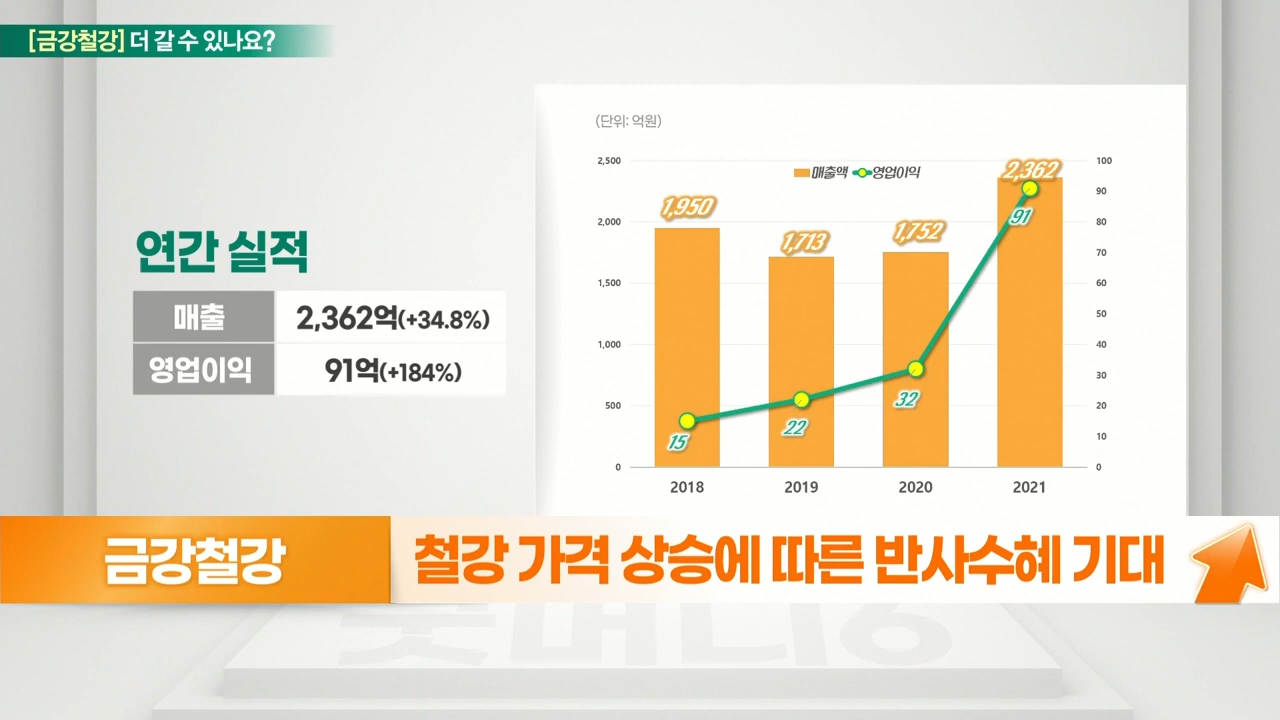 [금강철강] 더 갈 수 있나요?
연간 실적
매출 2,362억(+34.8%)
영업이익 91억(+184%)
(단위: 억원)
매출액 영업이익
2,500
2,000
1,500
1,000
500
0
100
90
80
70
60
50
40
30
20
10
0
1,950
1,713
1,752
2,362
15
22
32
91
2018 2019 2020 2021
금강철강
철강 가격 상승에 따른 반사수혜 기대